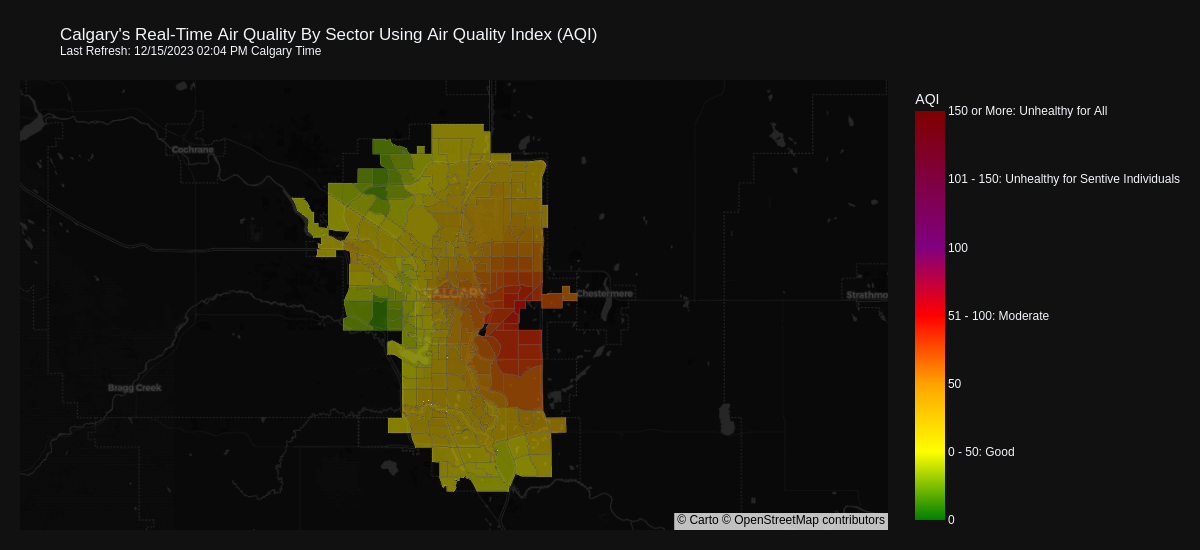 Calgary's Real-Time Air Quality By Sector Using Air Quality Index (AQI)
Last Refresh: 12/15/2023 02:04 PM Calgary Time
AQI
150 or More: Unhealthy for All
Cochrane
101 - 150: Unhealthy for Sentive Individuals
100
CALGARY
Chestermere
Strathmo
51 - 100: Moderate
Bragg Creek
50
0 - 50: Good
© Carto © OpenStreetMap contributors
0